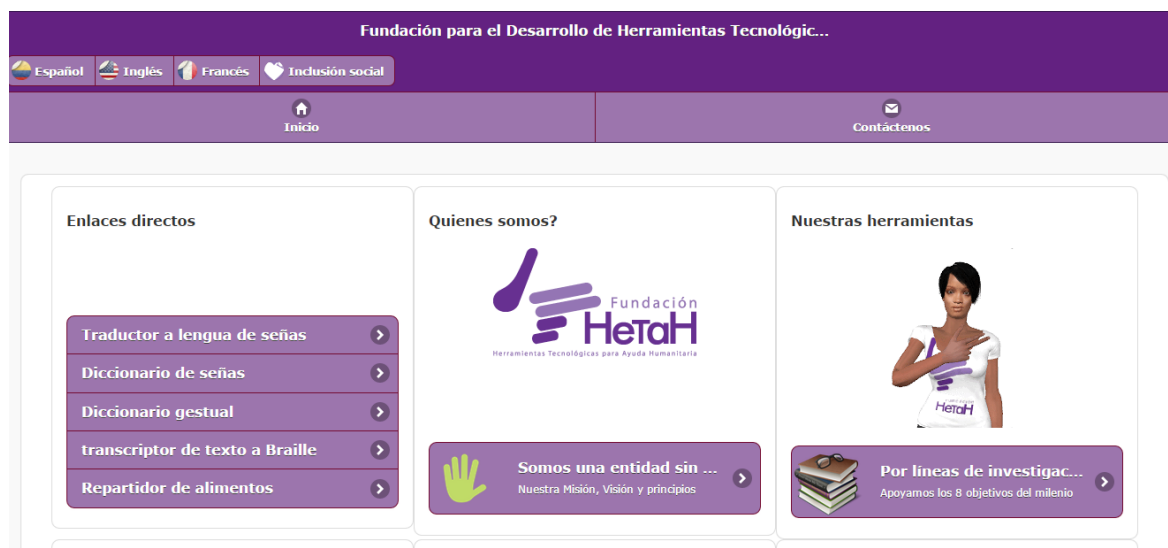 Fundación para el Desarrollo de Herramientas Tecnológic...
Español Inglés Francés Inclusión social
Inicio
Contáctenos
Enlaces directos
Traductor a lengua de señas
Diccionario de señas
Diccionario gestual
transcriptor de texto a Braille
Repartidor de alimentos
Quienes somos?
Fundación
HeTaH
Herramientas Tecnológicas para Ayuda Humanitaria
Somos una entidad sin ...
Nuestra Misión, Visión y principios
Nuestras herramientas
HeTaH
Por líneas de investigac...
Apoyamos los 8 objetivos del milenio